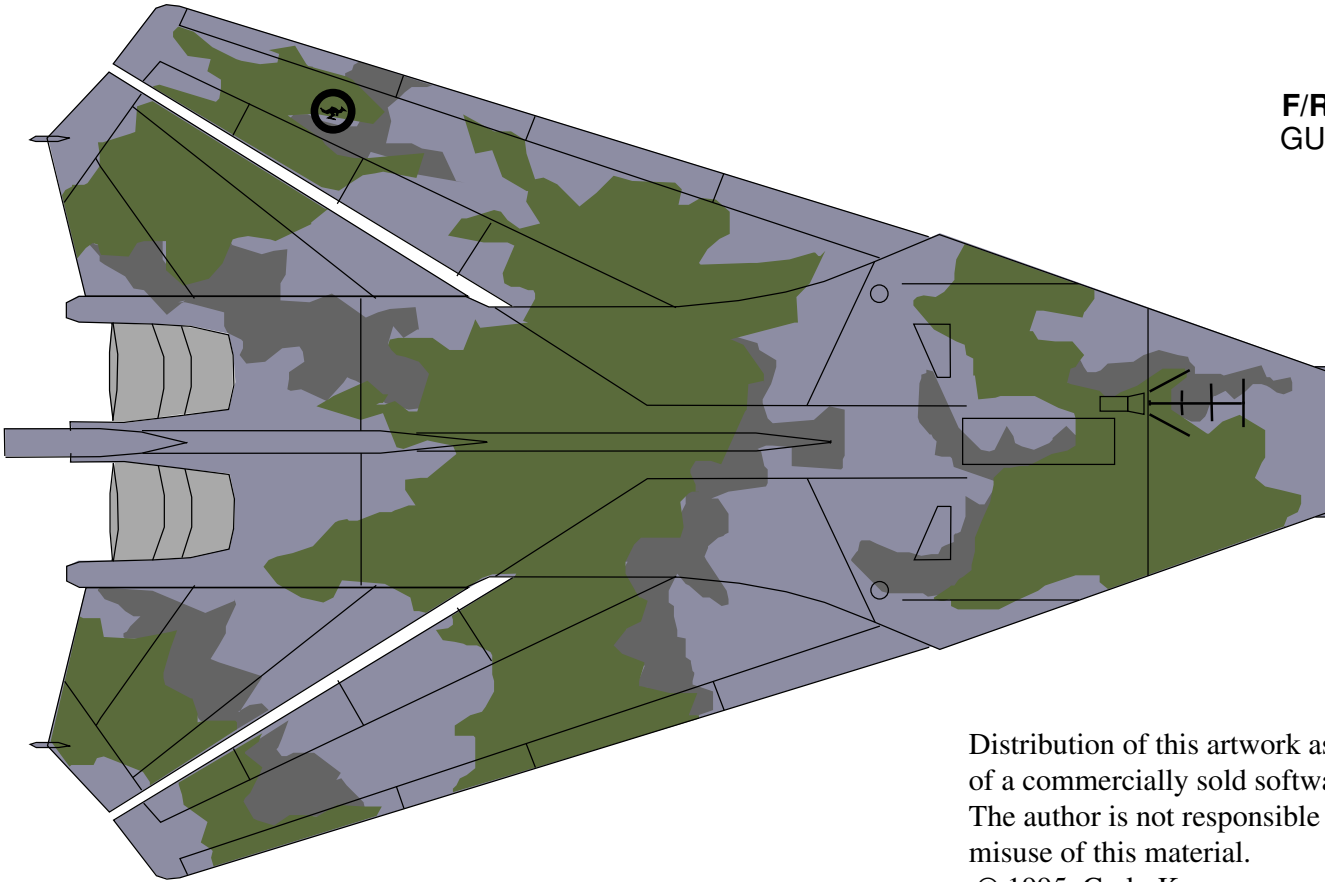 F/R
GU
Distribution of this artwork as
of a commercially sold softwa
The author is not responsible
misuse of this material.